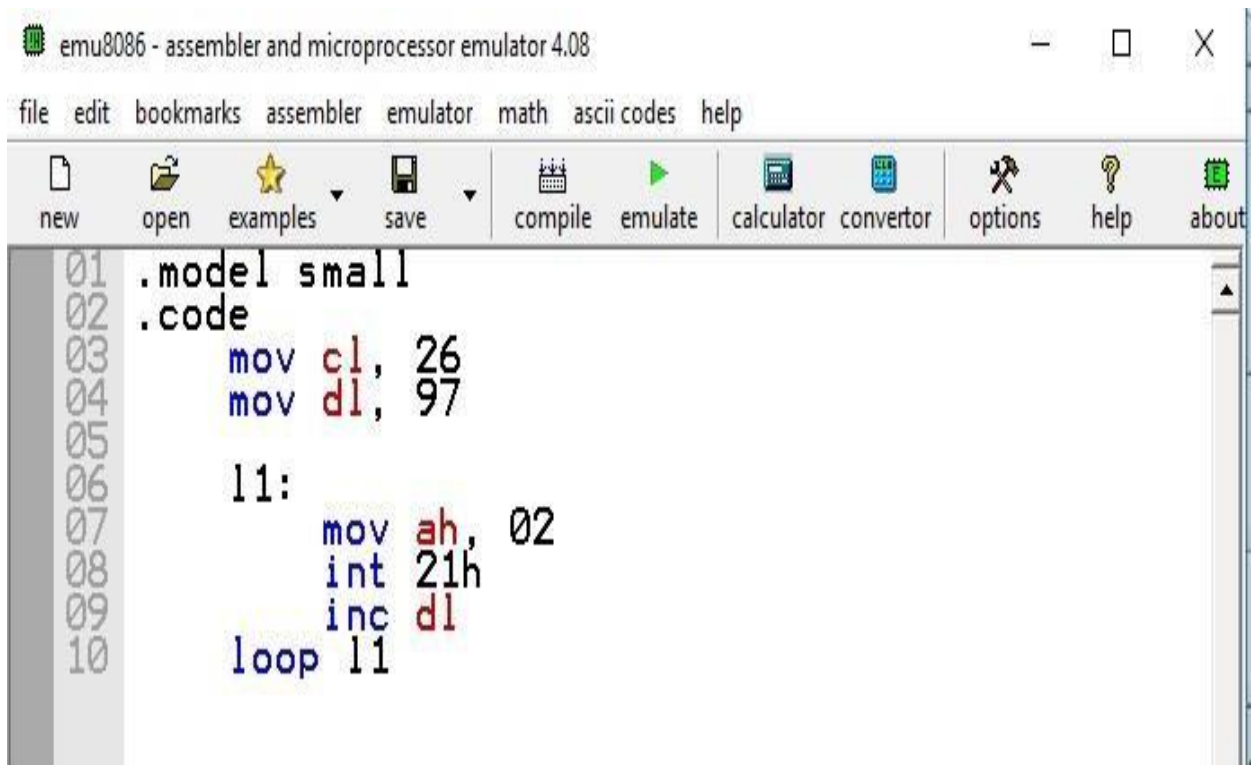 emu8086 - assembler and microprocessor emulator 4.08
file edit bookmarks assembler emulator math ascii codes help
new open examples save compile emulate calculator convertor options help about
01 .model small
02 .code
03 mov cl, 26
04 mov dl, 97
05
06 l1:
07 mov ah, 02
08 int 21h
09 inc dl
10 loop l1